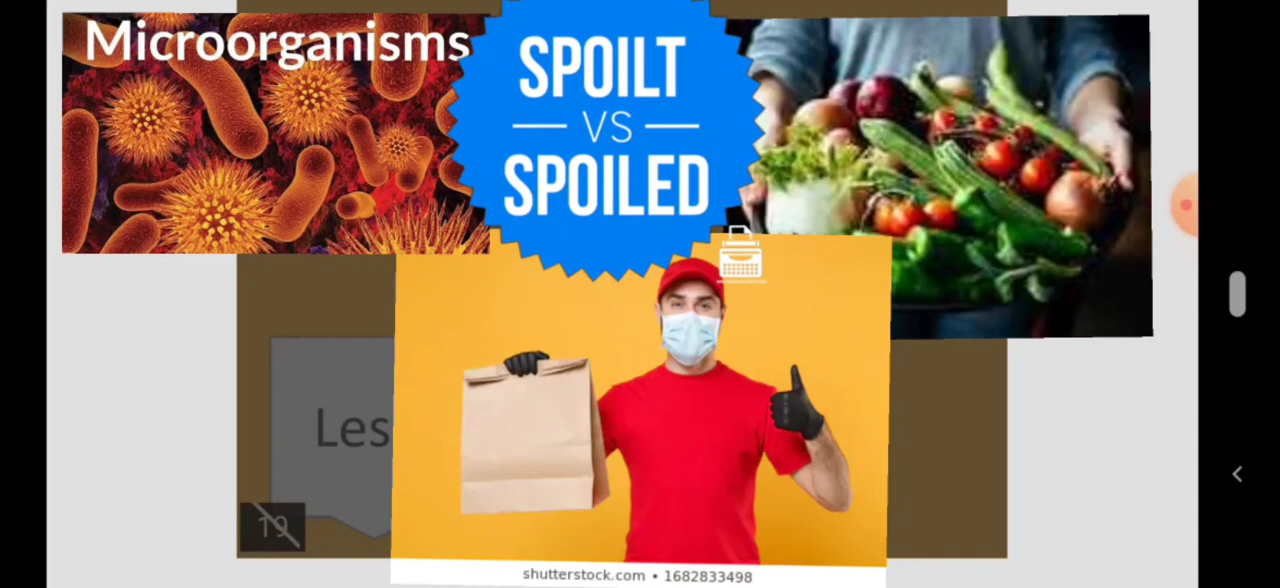 Microorganisms
SPOILT
VS
SPOILED
Les
19
shutterstock.com • 1682833498